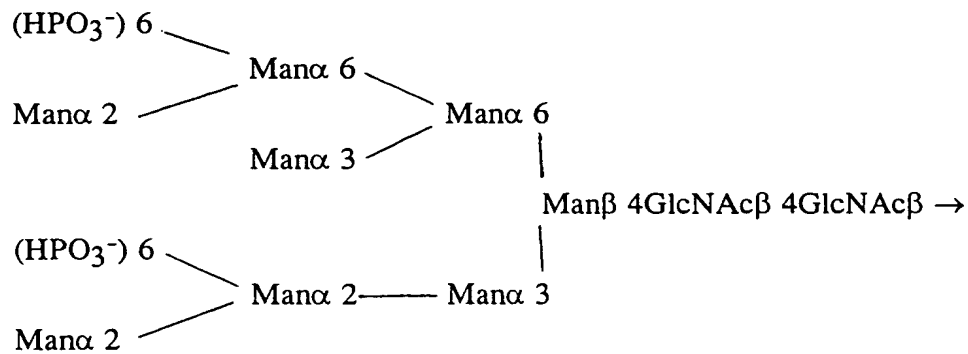 (HPO₃⁻) 6
Manα 6
Manα 2
Manα 6
Manα 3
Manβ 4GlcNAcβ 4GlcNAcβ →
(HPO₃⁻) 6
Manα 2
Manα 3
Manα 2